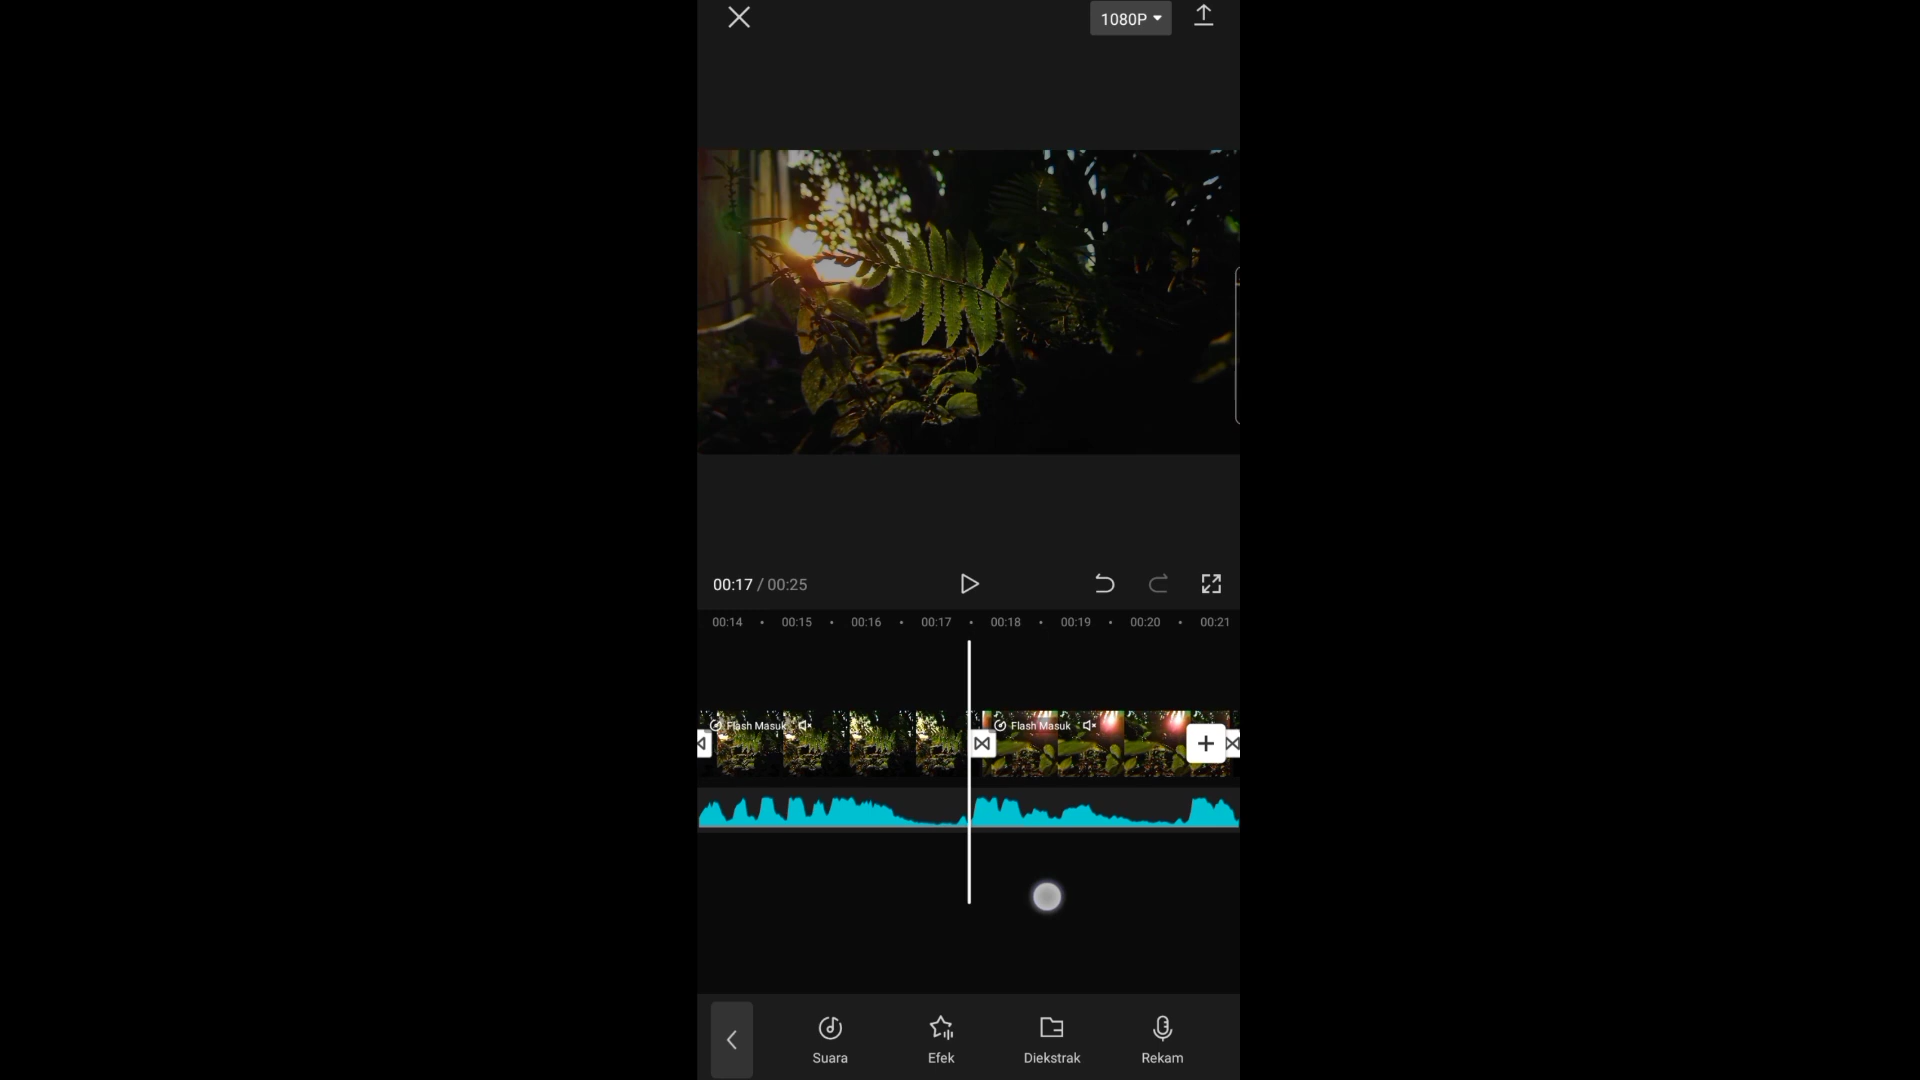 1080P
00:17 / 00:25
00:14 00:15 00:16 00:17 00:18 00:19 00:20 00:21
Flash Masuk Flash Masuk
Suara Efek Diekstrak Rekam